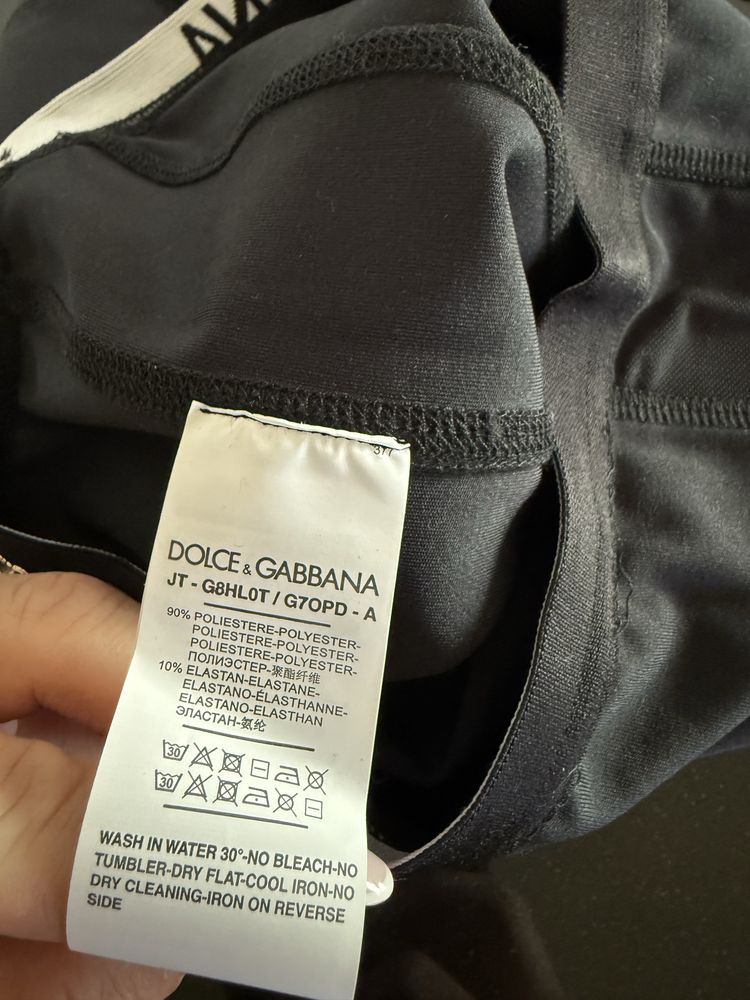 377
DOLCE & GABBANA
JT - G8HL0T / G7OPD - A
90% POLIESTERE-POLYESTER-
POLIESTERE-POLYESTER-
POLIESTERE-POLYESTER-
ПОЛИЭСТЕР-聚酯纤维
10% ELASTAN-ELASTANE-
ELASTANO-ÉLASTHANNE-
ELASTANO-ELASTHAN
ЭЛАСТАН-氨纶
30
30
WASH IN WATER 30°-NO BLEACH-NO
TUMBLER-DRY FLAT-COOL IRON-NO
DRY CLEANING-IRON ON REVERSE
SIDE